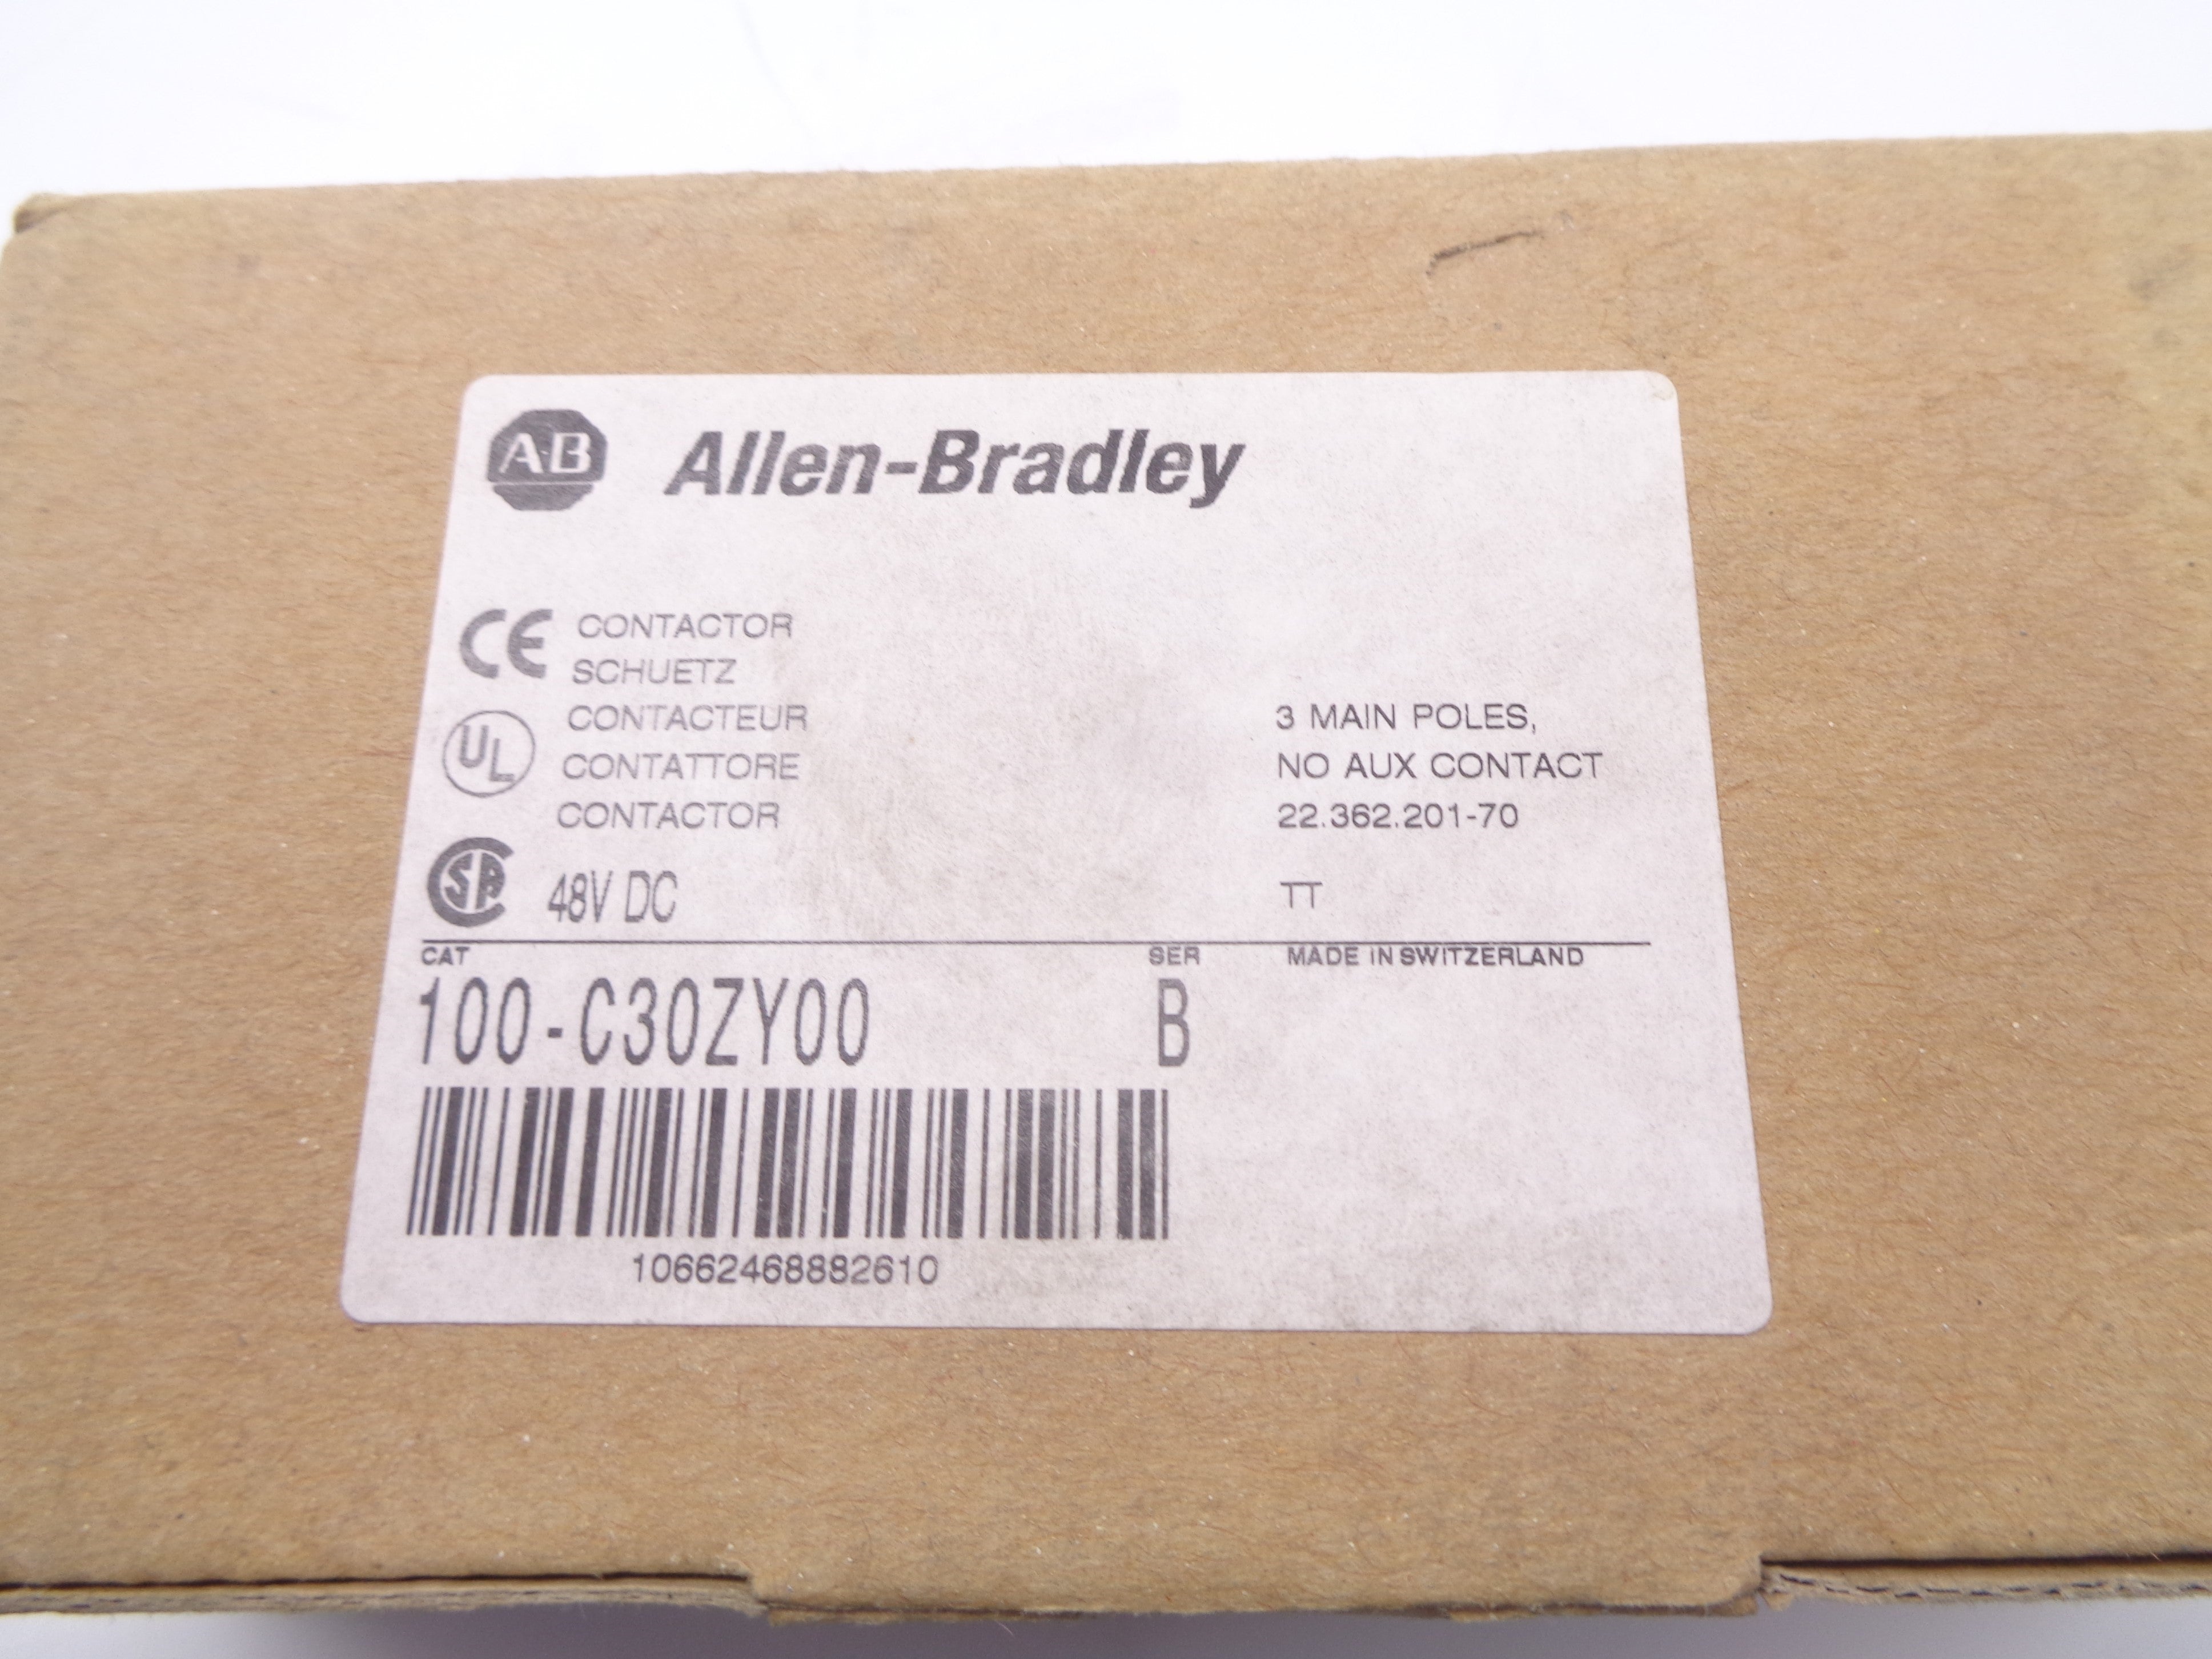 AB Allen-Bradley
CE CONTACTOR
SCHUETZ
CONTACTEUR
UL CONTATTORE
CONTACTOR
3 MAIN POLES,
NO AUX CONTACT
22.362.201-70
SA 48V DC
TT
CAT SER MADE IN SWITZERLAND
100-C30ZY00 B
10662468882610